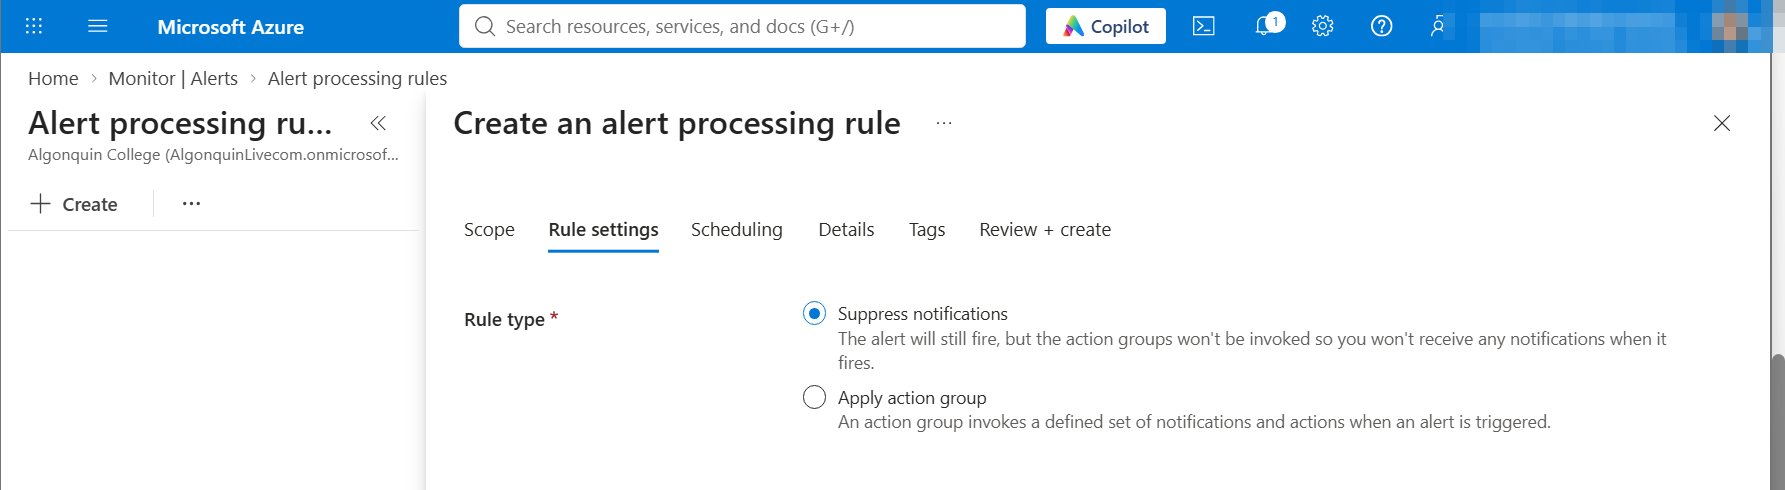 Microsoft Azure
Search resources, services, and docs (G+/)
Copilot
1
Home > Monitor | Alerts > Alert processing rules
Alert processing ru...
Algonquin College (AlgonquinLivecom.onmicrosof...
Create
Create an alert processing rule
Scope Rule settings Scheduling Details Tags Review + create
Rule type *
Suppress notifications
The alert will still fire, but the action groups won't be invoked so you won't receive any notifications when it
fires.
Apply action group
An action group invokes a defined set of notifications and actions when an alert is triggered.